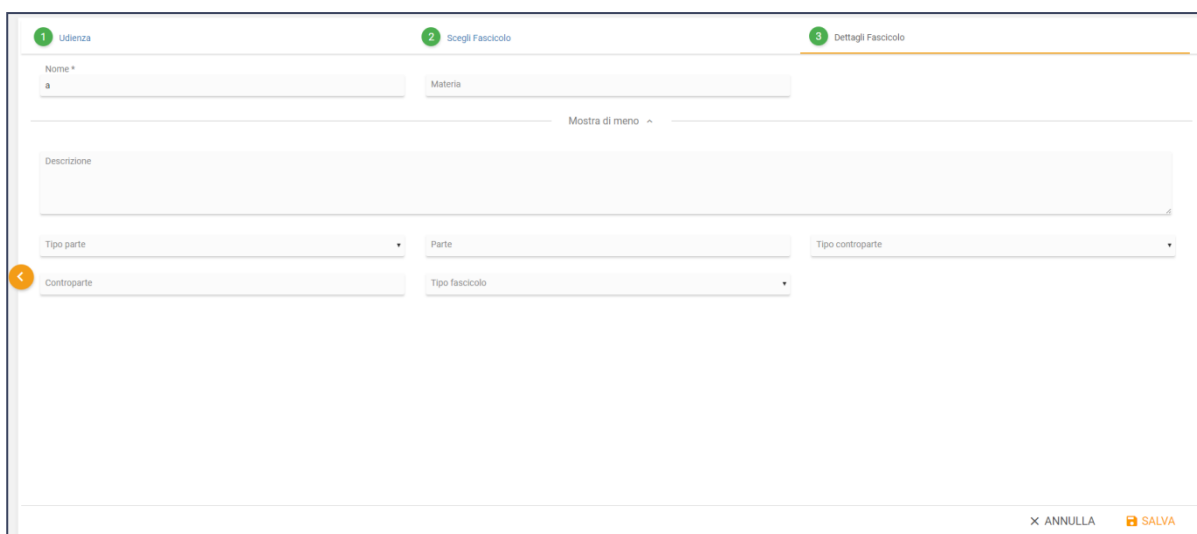 1 Udienza 2 Scegli Fascicolo 3 Dettagli Fascicolo
Nome *
a Materia
Mostra di meno
Descrizione
Tipo parte Parte Tipo controparte
Controparte Tipo fascicolo
ANNULLA SALVA